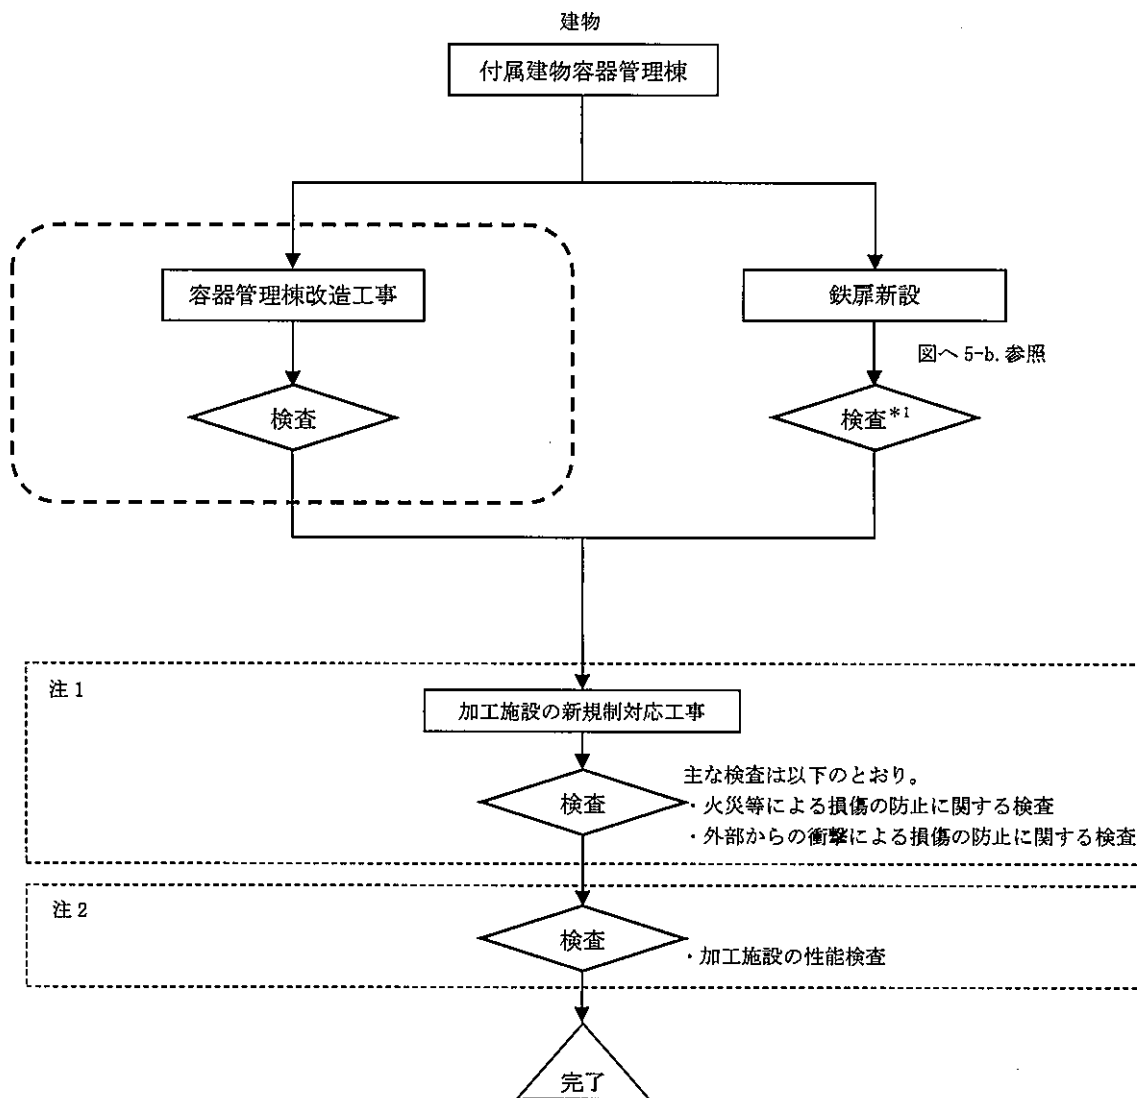 建物
付属建物容器管理棟
容器管理棟改造工事
鉄扉新設
図へ 5-b. 参照
検査
検査*1
注 1
加工施設の新規制対応工事
検査
主な検査は以下のとおり。
・火災等による損傷の防止に関する検査
・外部からの衝撃による損傷の防止に関する検査
注 2
検査
・加工施設の性能検査
完了